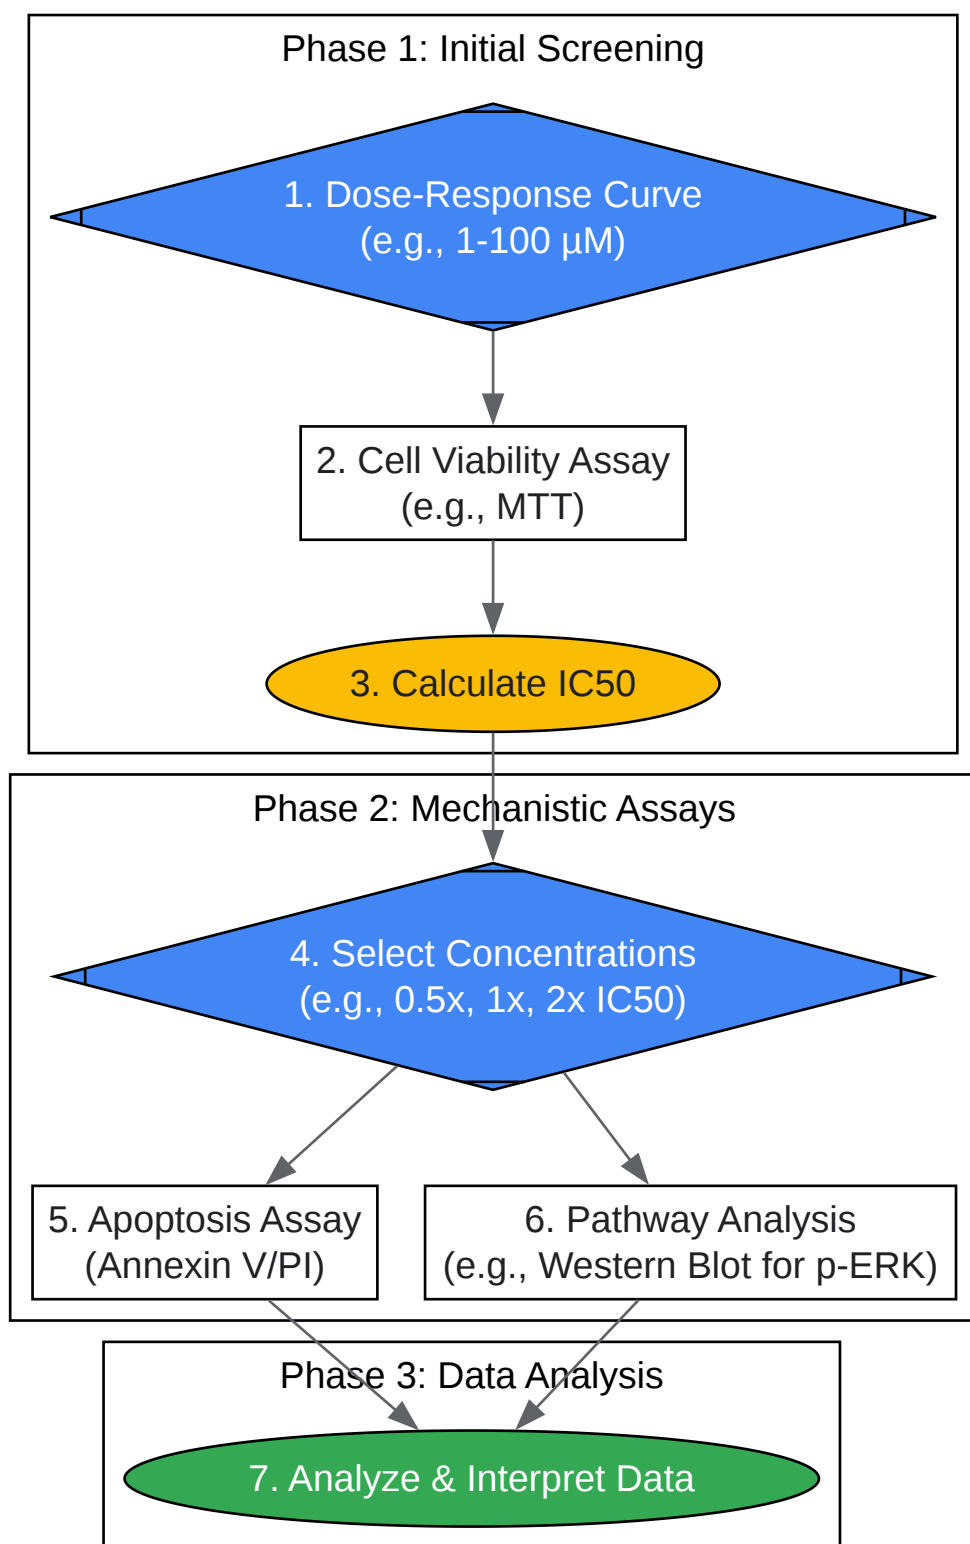 Phase 1: Initial Screening
1. Dose-Response Curve
(e.g., 1-100 µM)
2. Cell Viability Assay
(e.g., MTT)
3. Calculate IC50
Phase 2: Mechanistic Assays
4. Select Concentrations
(e.g., 0.5x, 1x, 2x IC50)
5. Apoptosis Assay
(Annexin V/PI)
6. Pathway Analysis
(e.g., Western Blot for p-ERK)
Phase 3: Data Analysis
7. Analyze & Interpret Data